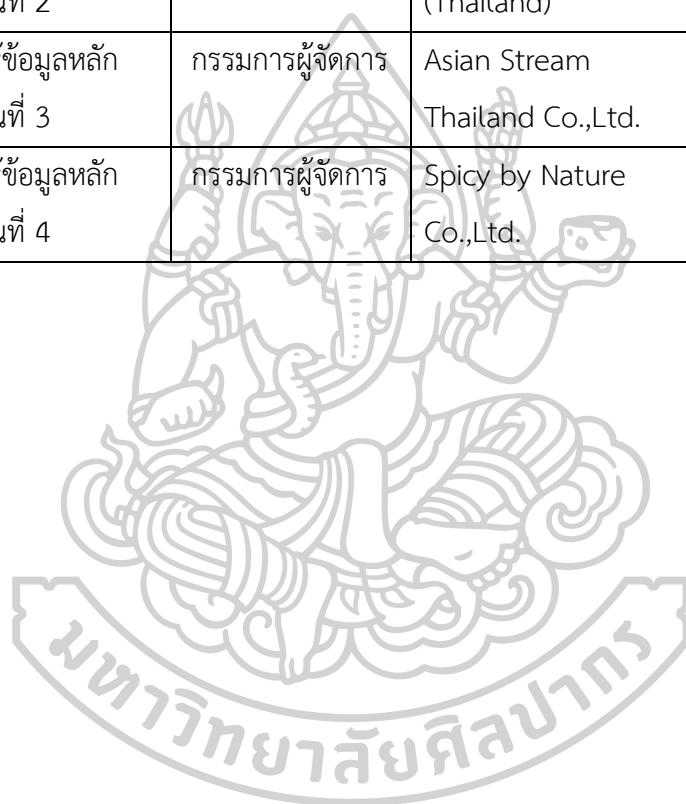 นที่ 2
(Thailand)
ข้อมูลหลัก
กรรมการผู้จัดการ
Asian Stream
นที่ 3
Thailand Co.,Ltd.
ข้อมูลหลัก
กรรมการผู้จัดการ
Spicy by Nature
นที่ 4
Co.,Ltd.
มหาวิทยาลัยศิลปากร